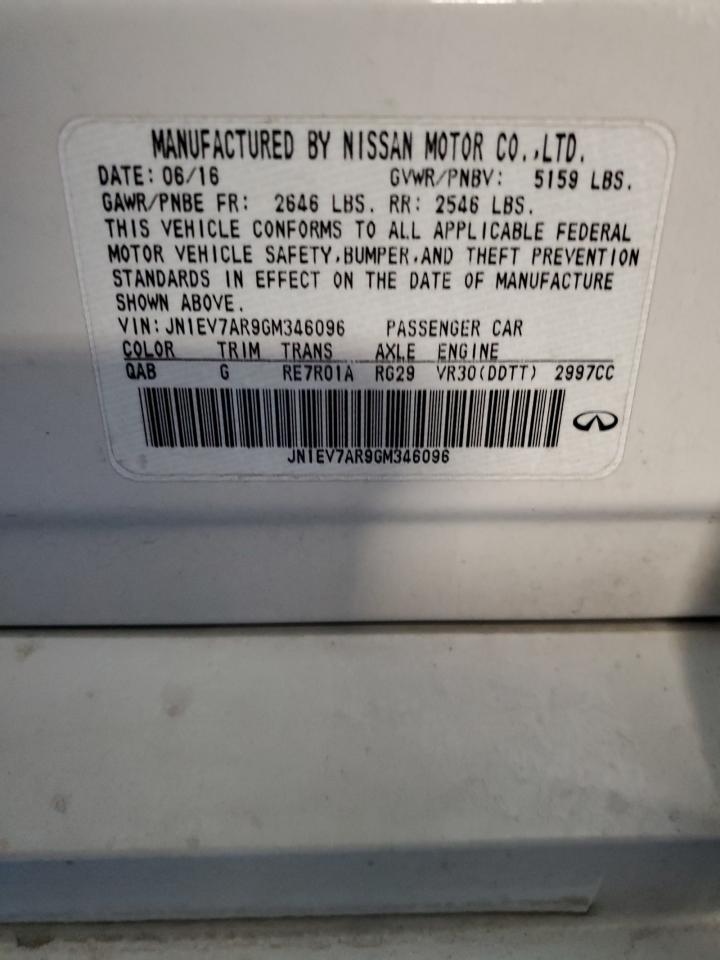 MANUFACTURED BY NISSAN MOTOR CO.,LTD.
DATE: 06/16 GVWR/PNBV: 5159 LBS.
GAWR/PNBE FR: 2646 LBS. RR: 2546 LBS.
THIS VEHICLE CONFORMS TO ALL APPLICABLE FEDERAL
MOTOR VEHICLE SAFETY,BUMPER,AND THEFT PREVENTION
STANDARDS IN EFFECT ON THE DATE OF MANUFACTURE
SHOWN ABOVE.
VIN: JN1EV7AR9GM346096 PASSENGER CAR
COLOR TRIM TRANS AXLE ENGINE
QAB G RE7R01A RG29 VR30(DDTT) 2997CC
JN1EV7AR9GM346096